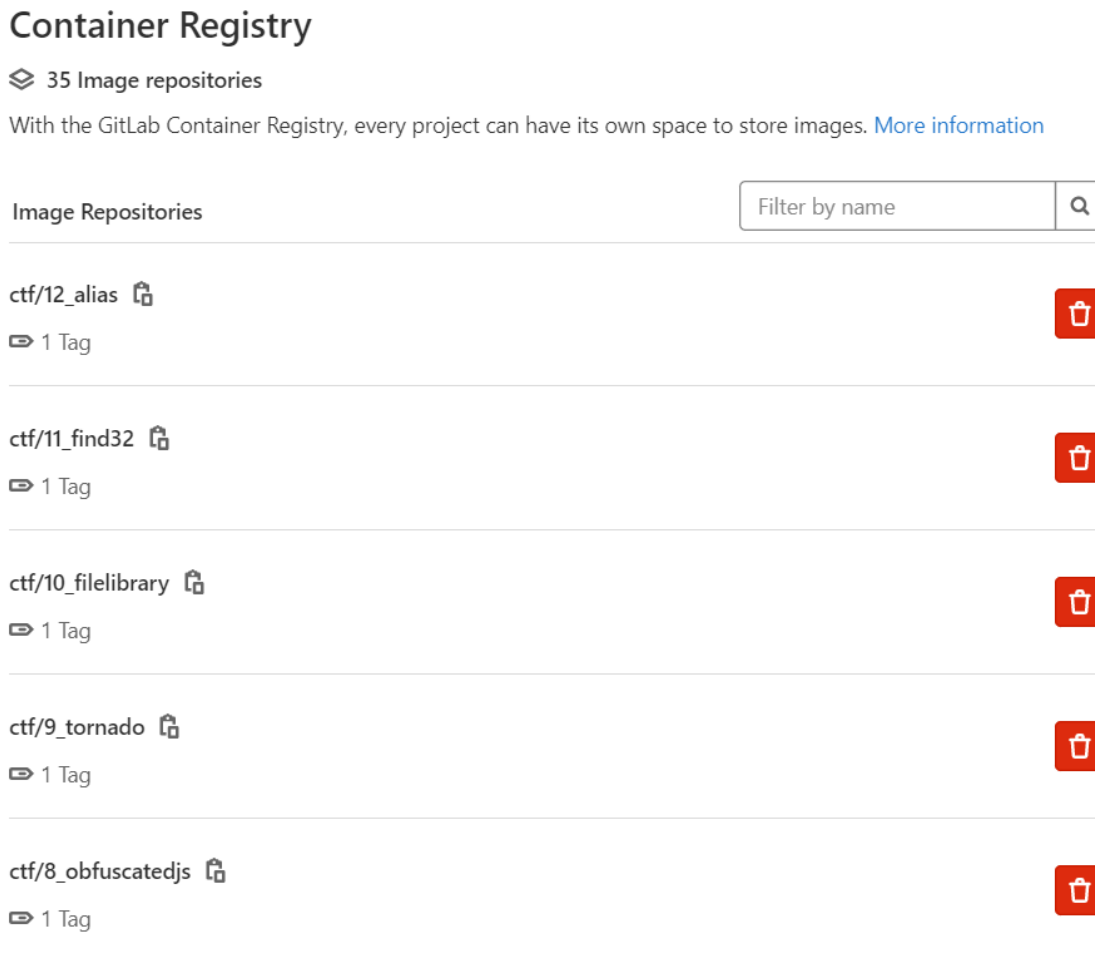 Container Registry
35 Image repositories
With the GitLab Container Registry, every project can have its own space to store images. More information
Image Repositories
Filter by name
ctf/12_alias
1 Tag
ctf/11_find32
1 Tag
ctf/10_filelibrary
1 Tag
ctf/9_tornado
1 Tag
ctf/8_obfuscatedjs
1 Tag